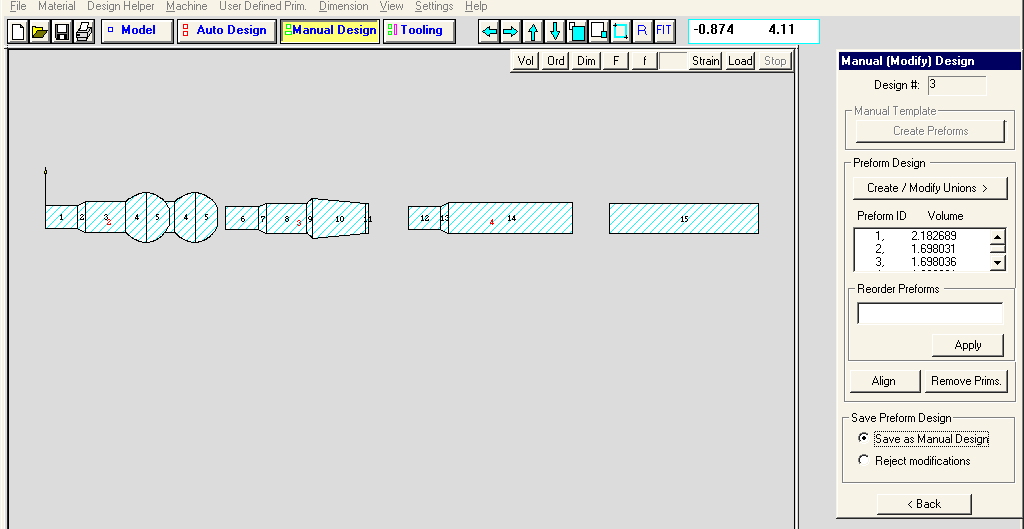 File Material Design Helper Machine User Defined Prim. Dimension View Settings Help
Model Auto Design Manual Design Tooling R FIT -0.874 4.11
Vol Ord Dim F f Strain Load Stop
Manual (Modify) Design
Design #: 3
Manual Template
Create Preforms
Preform Design
Create / Modify Unions >
Preform ID Volume
1, 2.182689
2, 1.698031
3, 1.698036
Reorder Preforms
Apply
Align Remove Prims.
Save Preform Design
Save as Manual Design
Reject modifications
< Back
1 2 3 2 4 5 4 5 6 7 8 3 9 10 11 12 13 4 14 15